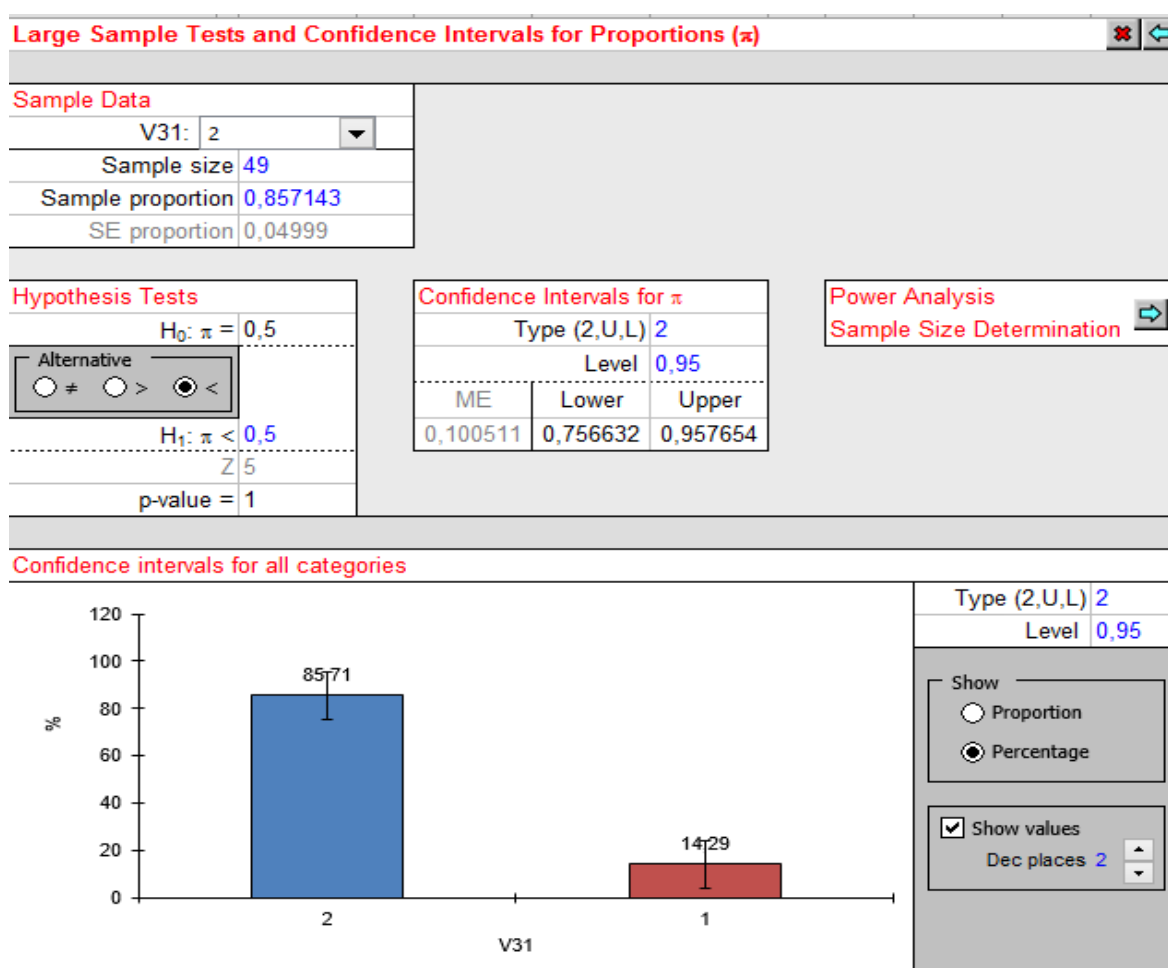 Large Sample Tests and Confidence Intervals for Proportions (π)
Sample Data
V31: 2
Sample size 49
Sample proportion 0,857143
SE proportion 0,04999
Hypothesis Tests
H₀: π = 0,5
Alternative
≠ > <
H₁: π < 0,5
Z 5
p-value = 1
Confidence Intervals for π
Type (2,U,L) 2
Level 0,95
ME Lower Upper
0,100511 0,756632 0,957654
Power Analysis
Sample Size Determination
Confidence intervals for all categories
120
100
80
60
40
20
0
%
85,71
14,29
2 1
V31
Type (2,U,L) 2
Level 0,95
Show
Proportion
Percentage
Show values
Dec places 2